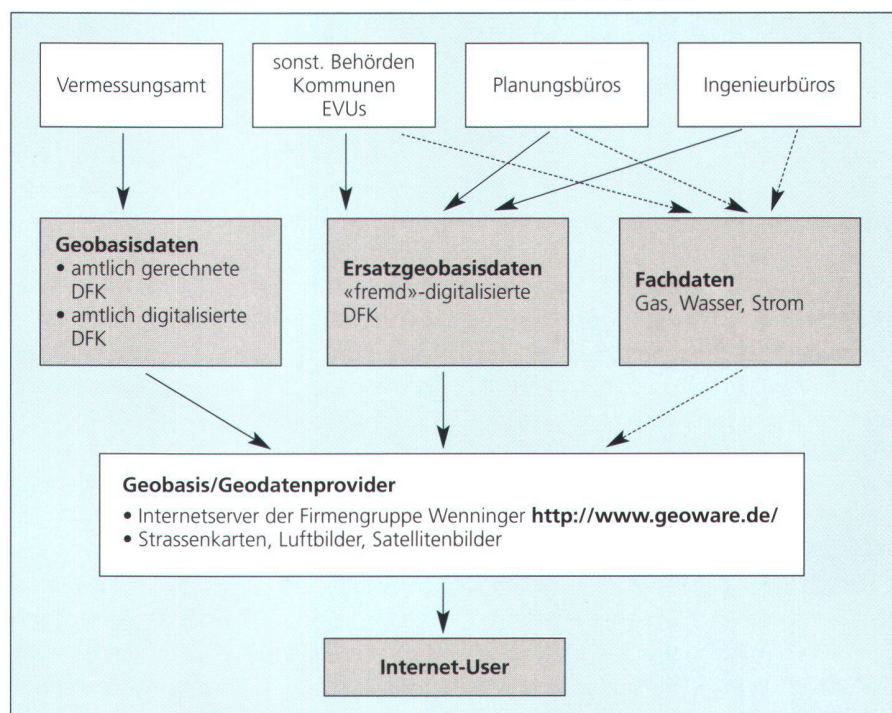 Vermessungsamt
sonst. Behörden
Kommunen
EVUs
Planungsbüros
Ingenieurbüros
Geobasisdaten
• amtlich gerechnete
DFK
• amtlich digitalisierte
DFK
Ersatzgeobasisdaten
«fremd»-digitalisierte
DFK
Fachdaten
Gas, Wasser, Strom
Geobasis/Geodatenprovider
• Internetserver der Firmengruppe Wenninger http://www.geoware.de/
• Strassenkarten, Luftbilder, Satellitenbilder
Internet-User